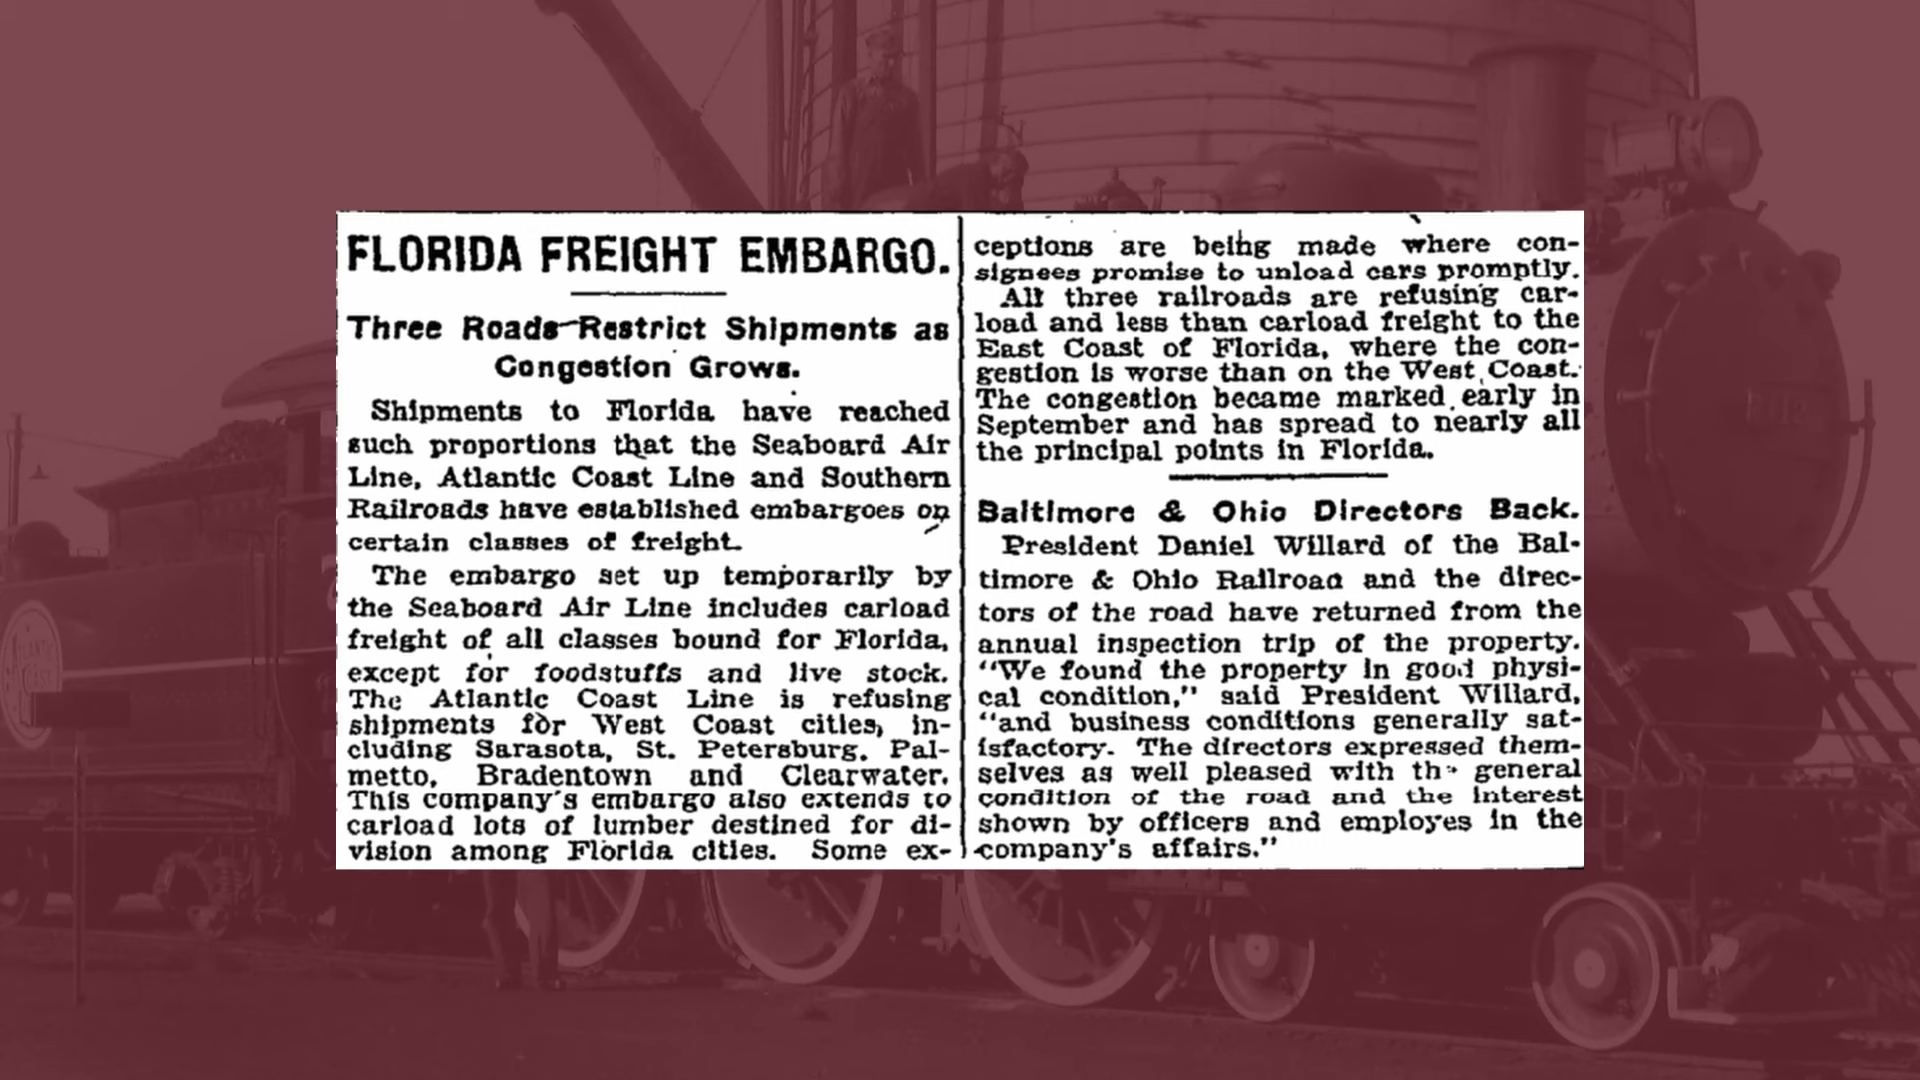 FLORIDA FREIGHT EMBARGO.
Three Roads Restrict Shipments as
Congestion Grows.
Shipments to Florida have reached
such proportions that the Seaboard Air
Line, Atlantic Coast Line and Southern
Railroads have established embargoes on
certain classes of freight.
The embargo set up temporarily by
the Seaboard Air Line includes carload
freight of all classes bound for Florida,
except for foodstuffs and live stock.
The Atlantic Coast Line is refusing
shipments for West Coast cities, in-
cluding Sarasota, St. Petersburg, Pal-
metto, Bradentown and Clearwater.
This company's embargo also extends to
carload lots of lumber destined for di-
vision among Florida cities. Some ex-
ceptions are being made where con-
signees promise to unload cars promptly.
All three railroads are refusing car-
load and less than carload freight to the
East Coast of Florida, where the con-
gestion is worse than on the West Coast.
The congestion became marked early in
September and has spread to nearly all
the principal points in Florida.
Baltimore & Ohio Directors Back.
President Daniel Willard of the Bal-
timore & Ohio Railroad and the direc-
tors of the road have returned from the
annual inspection trip of the property.
"We found the property in good physi-
cal condition," said President Willard,
"and business conditions generally sat-
isfactory. The directors expressed them-
selves as well pleased with the general
condition of the road and the interest
shown by officers and employes in the
company's affairs."
ATLANTIC
COAST